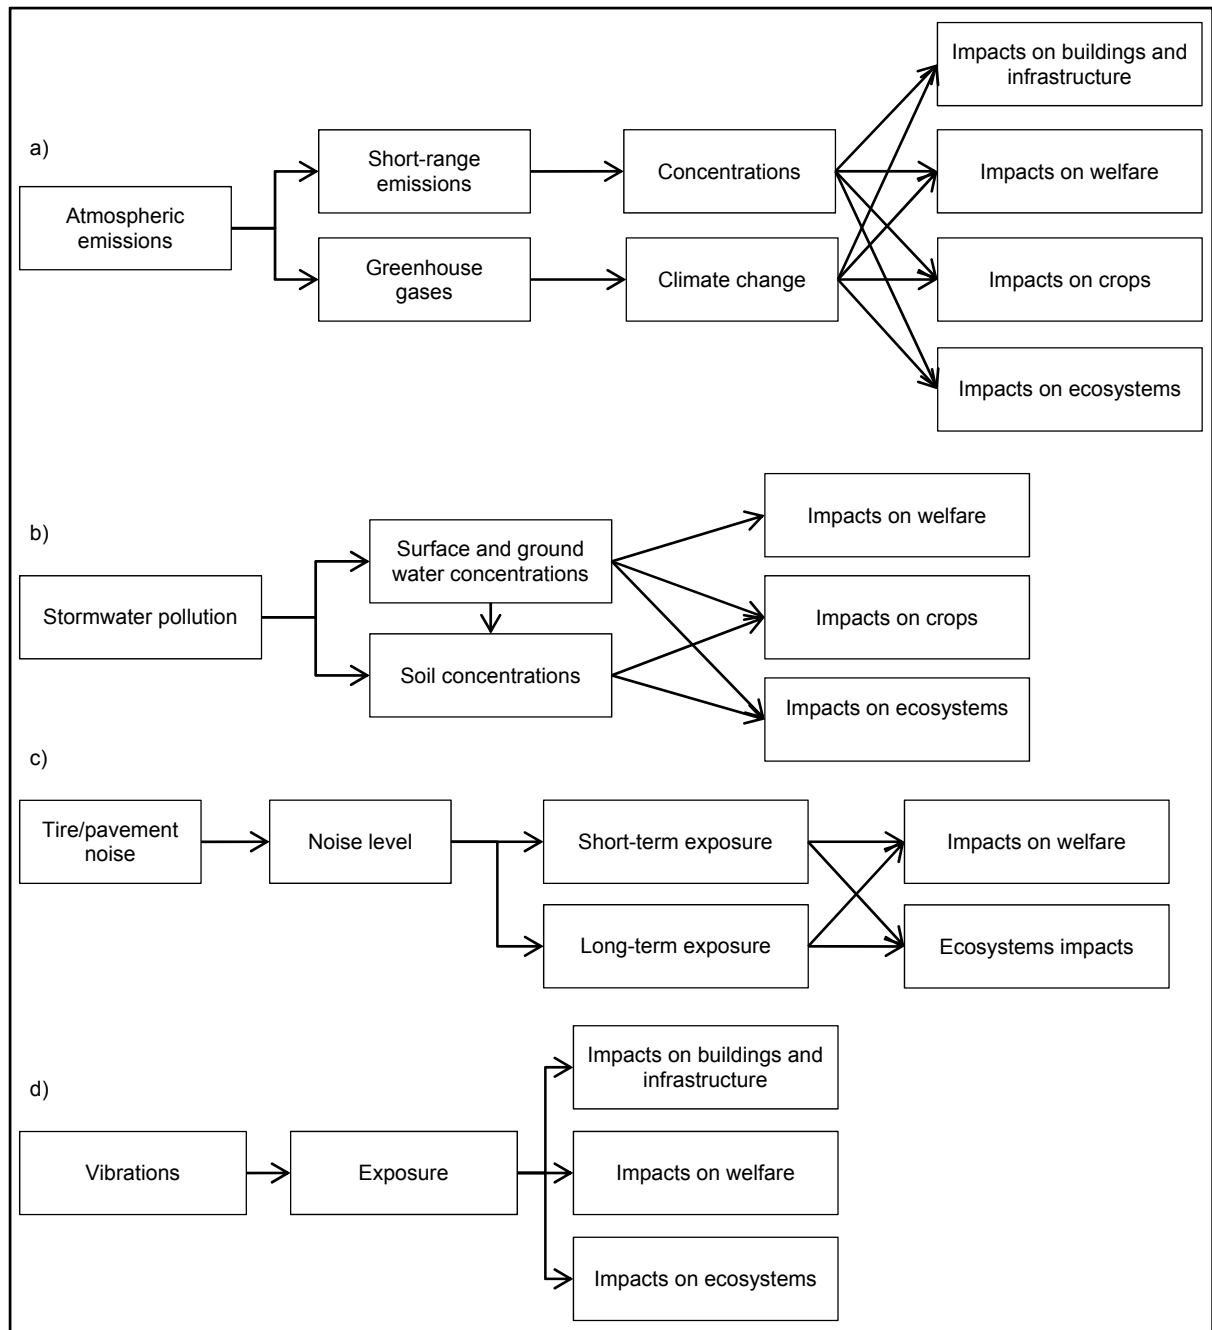 a)
Atmospheric
emissions
Short-range
emissions
Greenhouse
gases
Concentrations
Climate change
Impacts on buildings and
infrastructure
Impacts on welfare
Impacts on crops
Impacts on ecosystems
b)
Stormwater pollution
Surface and ground
water concentrations
Soil concentrations
Impacts on welfare
Impacts on crops
Impacts on ecosystems
c)
Tire/pavement
noise
Noise level
Short-term exposure
Long-term exposure
Impacts on welfare
Ecosystems impacts
d)
Vibrations
Exposure
Impacts on buildings and
infrastructure
Impacts on welfare
Impacts on ecosystems